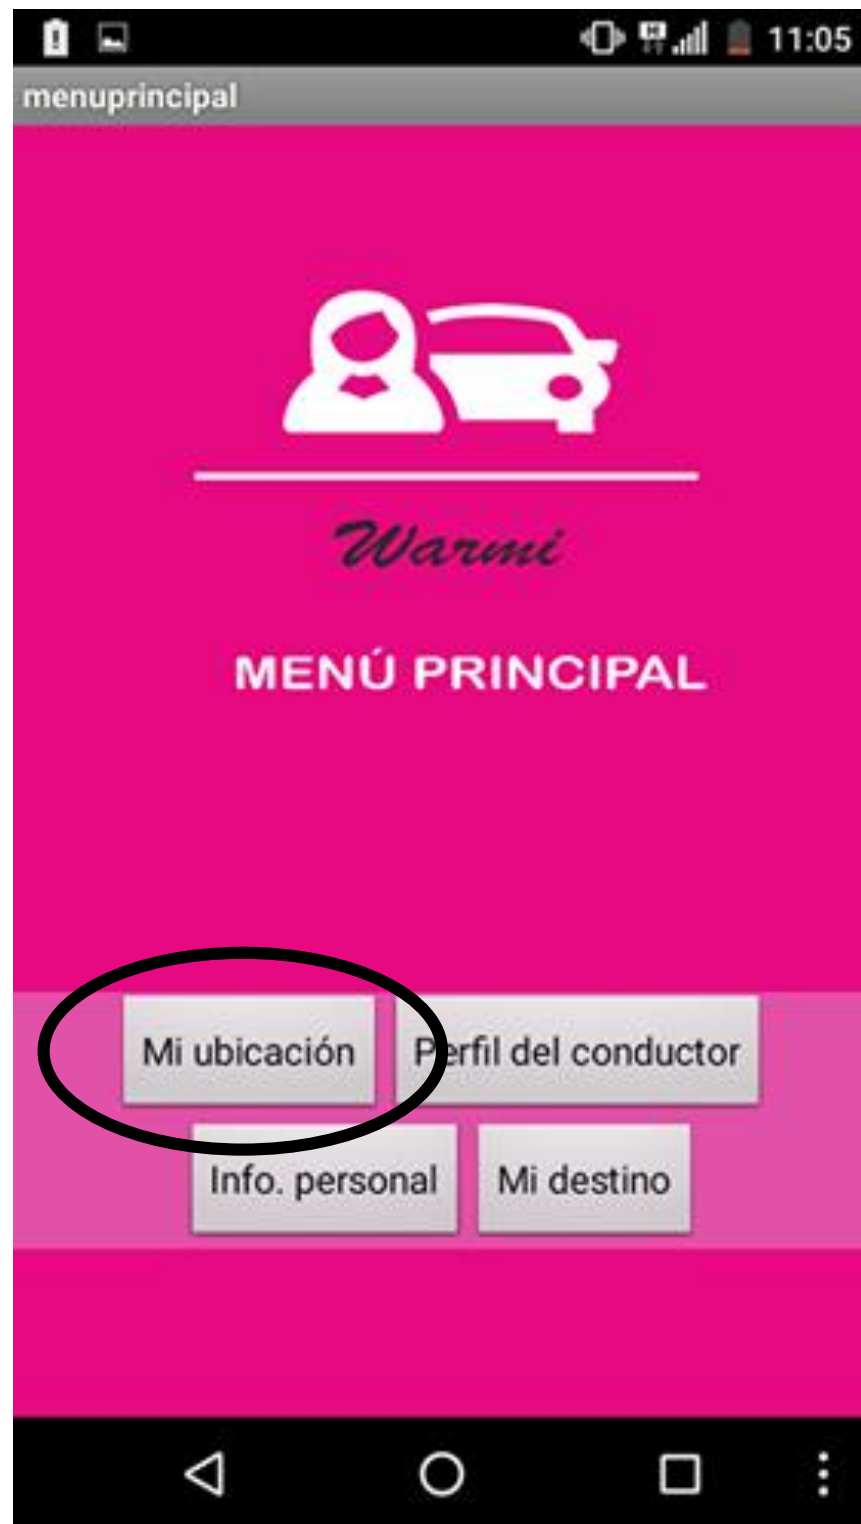 11:05
menuprincipal
Warmi
MENÚ PRINCIPAL
Mi ubicación Perfil del conductor
Info. personal Mi destino